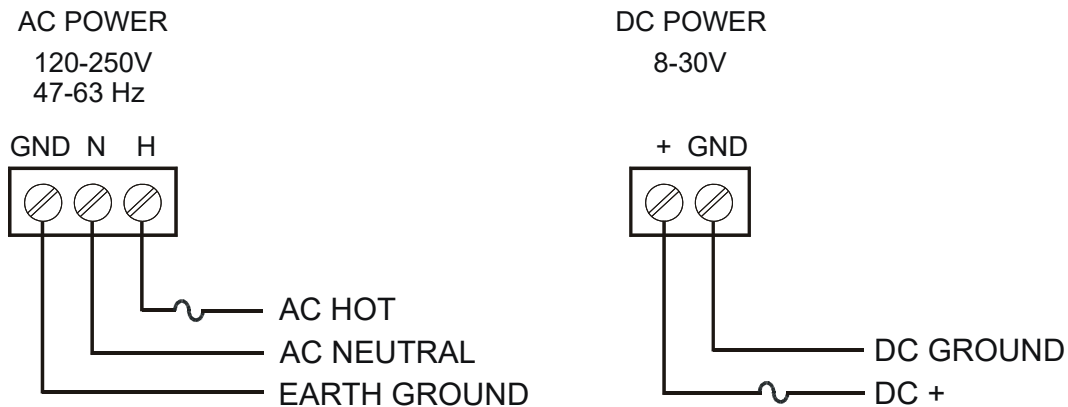 AC POWER
120-250V
47-63 Hz
GND N H
AC HOT
AC NEUTRAL
EARTH GROUND
DC POWER
8-30V
+ GND
DC GROUND
DC +